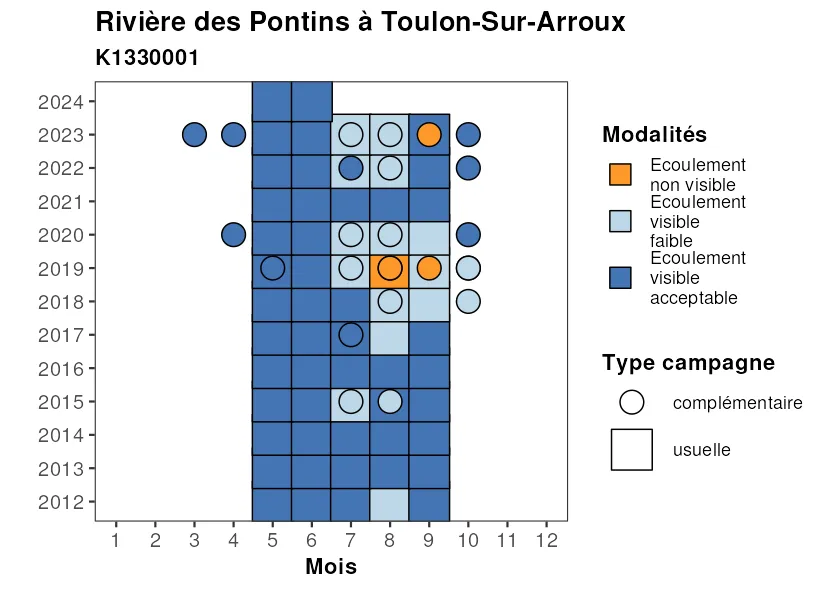 Rivière des Pontins à Toulon-Sur-Arroux
K1330001
2024
2023
2022
2021
2020
2019
2018
2017
2016
2015
2014
2013
2012
1 2 3 4 5 6 7 8 9 10 11 12
Mois
Modalités
Ecoulement
non visible
Ecoulement
visible
faible
Ecoulement
visible
acceptable
Type campagne
complémentaire
usuelle